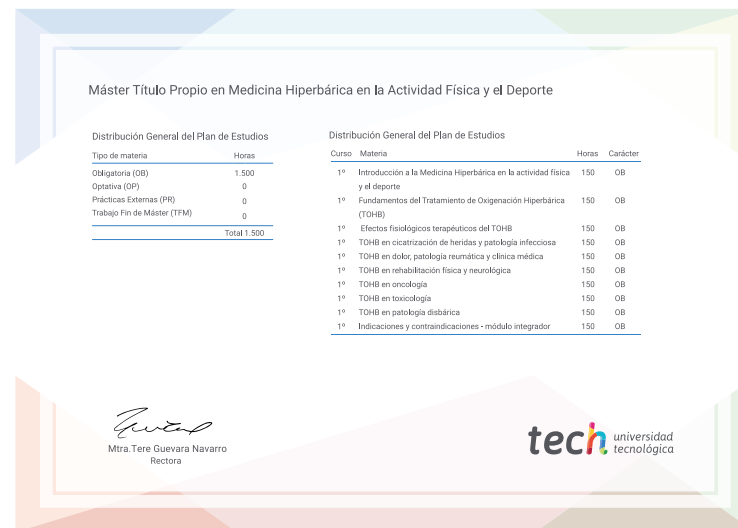 Máster Título Propio en Medicina Hiperbárica en la Actividad Física y el Deporte
Distribución General del Plan de Estudios
Tipo de materia Horas
Obligatoria (OB) 1.500
Optativa (OP) 0
Prácticas Externas (PR) 0
Trabajo Fin de Máster (TFM) 0
Total 1.500
Distribución General del Plan de Estudios
Curso Materia Horas Carácter
1º Introducción a la Medicina Hiperbárica en la actividad física 150 OB
y el deporte
1º Fundamentos del Tratamiento de Oxigenación Hiperbárica 150 OB
(TOHB)
1º Efectos fisiológicos terapéuticos del TOHB 150 OB
1º TOHB en cicatrización de heridas y patología infecciosa 150 OB
1º TOHB en dolor, patología reumática y clínica médica 150 OB
1º TOHB en rehabilitación física y neurológica 150 OB
1º TOHB en oncología 150 OB
1º TOHB en toxicología 150 OB
1º TOHB en patología disbárica 150 OB
1º Indicaciones y contraindicaciones - módulo integrador 150 OB
Mtra.Tere Guevara Navarro
Rectora
tech universidad
tecnológica